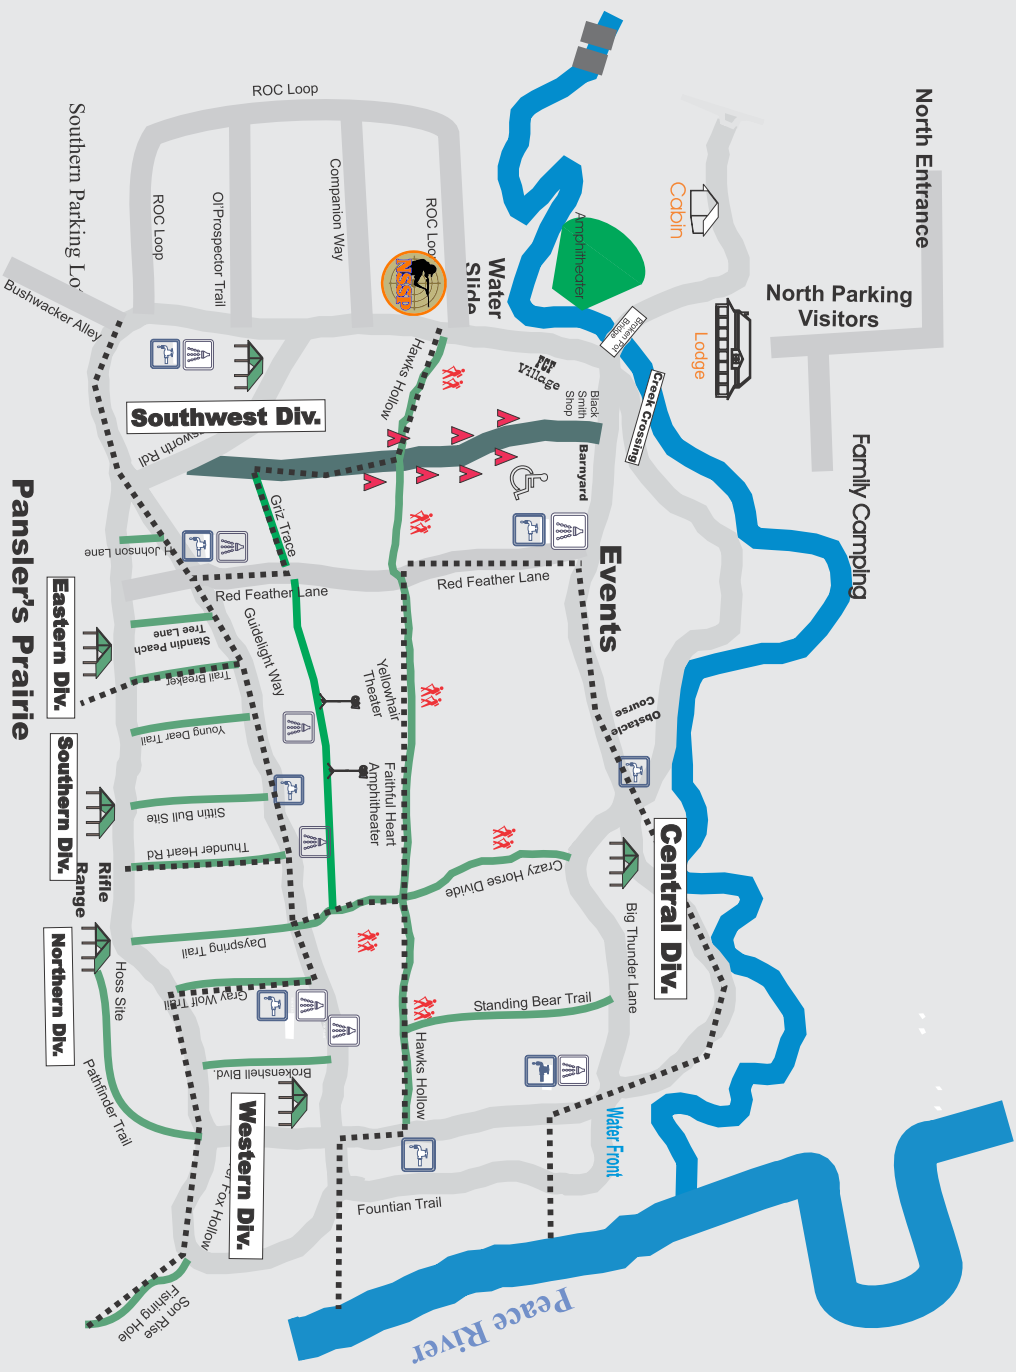 North Entrance
ROC Loop
Southern Parking Lo
Cabin
Companion Way
Ol'Prospector Trail
ROC Loop
ROC Loo
Amphitheater
Water
Slide
NSSP
North Parking
Visitors
Bushwacker Alley
Broken Pot
Bridge
Lodge
Hawks Hollow
FCF
Village
Creek Crossing
Black
Smith
Shop
Southwest Div.
sworth Rd
Barnyard
Family Camping
Pansler's Prairie
Griz Trace
H Johnson Lane
Events
Red Feather Lane
Red Feather Lane
Eastern Div.
Standin Peach
Tree Lane
Guidelight Way
Trail Breaker
Yellowhair
Theater
Obstacle
Course
Young Dear Trail
Southern Div.
Faithful Heart
Amphitheater
Sittin Bull Site
Thunder Heart Rd
Central Div.
Rifle
Range
Crazy Horse Divide
Big Thunder Lane
Dayspring Trail
Northern Div.
Hoss Site
Gray Wolf Trail
Standing Bear Trail
Hawks Hollow
Pathfinder Trail
Brokenshell Blvd.
Western Div.
Water Front
Fox Hollow
Fountian Trail
Son Rise
Fishing Hole
Peace River